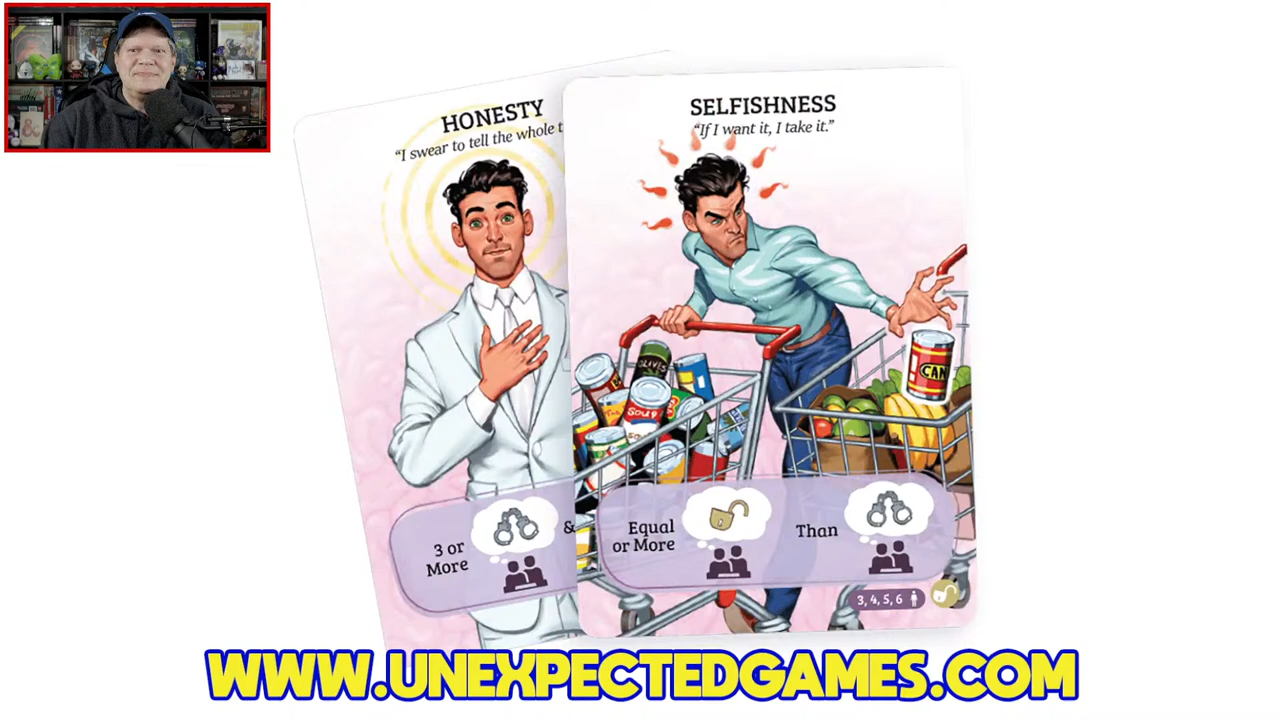 HONESTY
"I swear to tell the whole t
3 or
More
&
SELFISHNESS
"If I want it, I take it."
OLIVES
SOUP
CAN
Equal
or More
Than
3, 4, 5, 6
WWW.UNEXPECTEDGAMES.COM